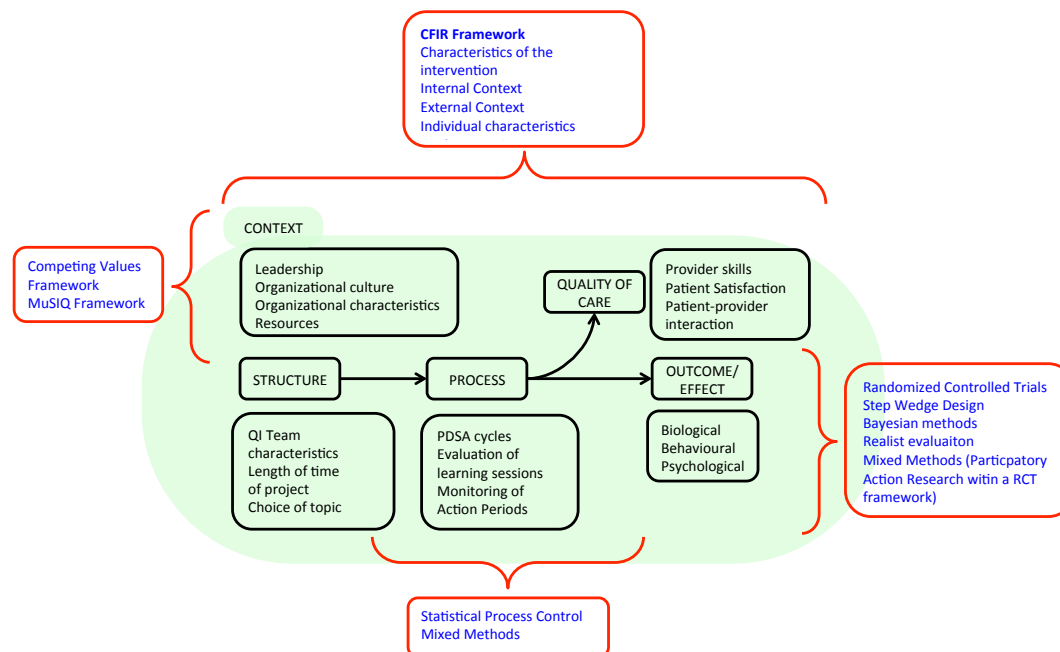 CFIR Framework
Characteristics of the
intervention
Internal Context
External Context
Individual characteristics
CONTEXT
Competing Values
Framework
MuSIQ Framework
Leadership
Organizational culture
Organizational characteristics
Resources
QUALITY OF
CARE
Provider skills
Patient Satisfaction
Patient-provider
interaction
STRUCTURE
PROCESS
OUTCOME/
EFFECT
Randomized Controlled Trials
Step Wedge Design
Bayesian methods
Realist evaluaiton
Mixed Methods (Particpatory
Action Research witin a RCT
framework)
QI Team
characteristics
Length of time
of project
Choice of topic
PDSA cycles
Evaluation of
learning sessions
Monitoring of
Action Periods
Biological
Behavioural
Psychological
Statistical Process Control
Mixed Methods